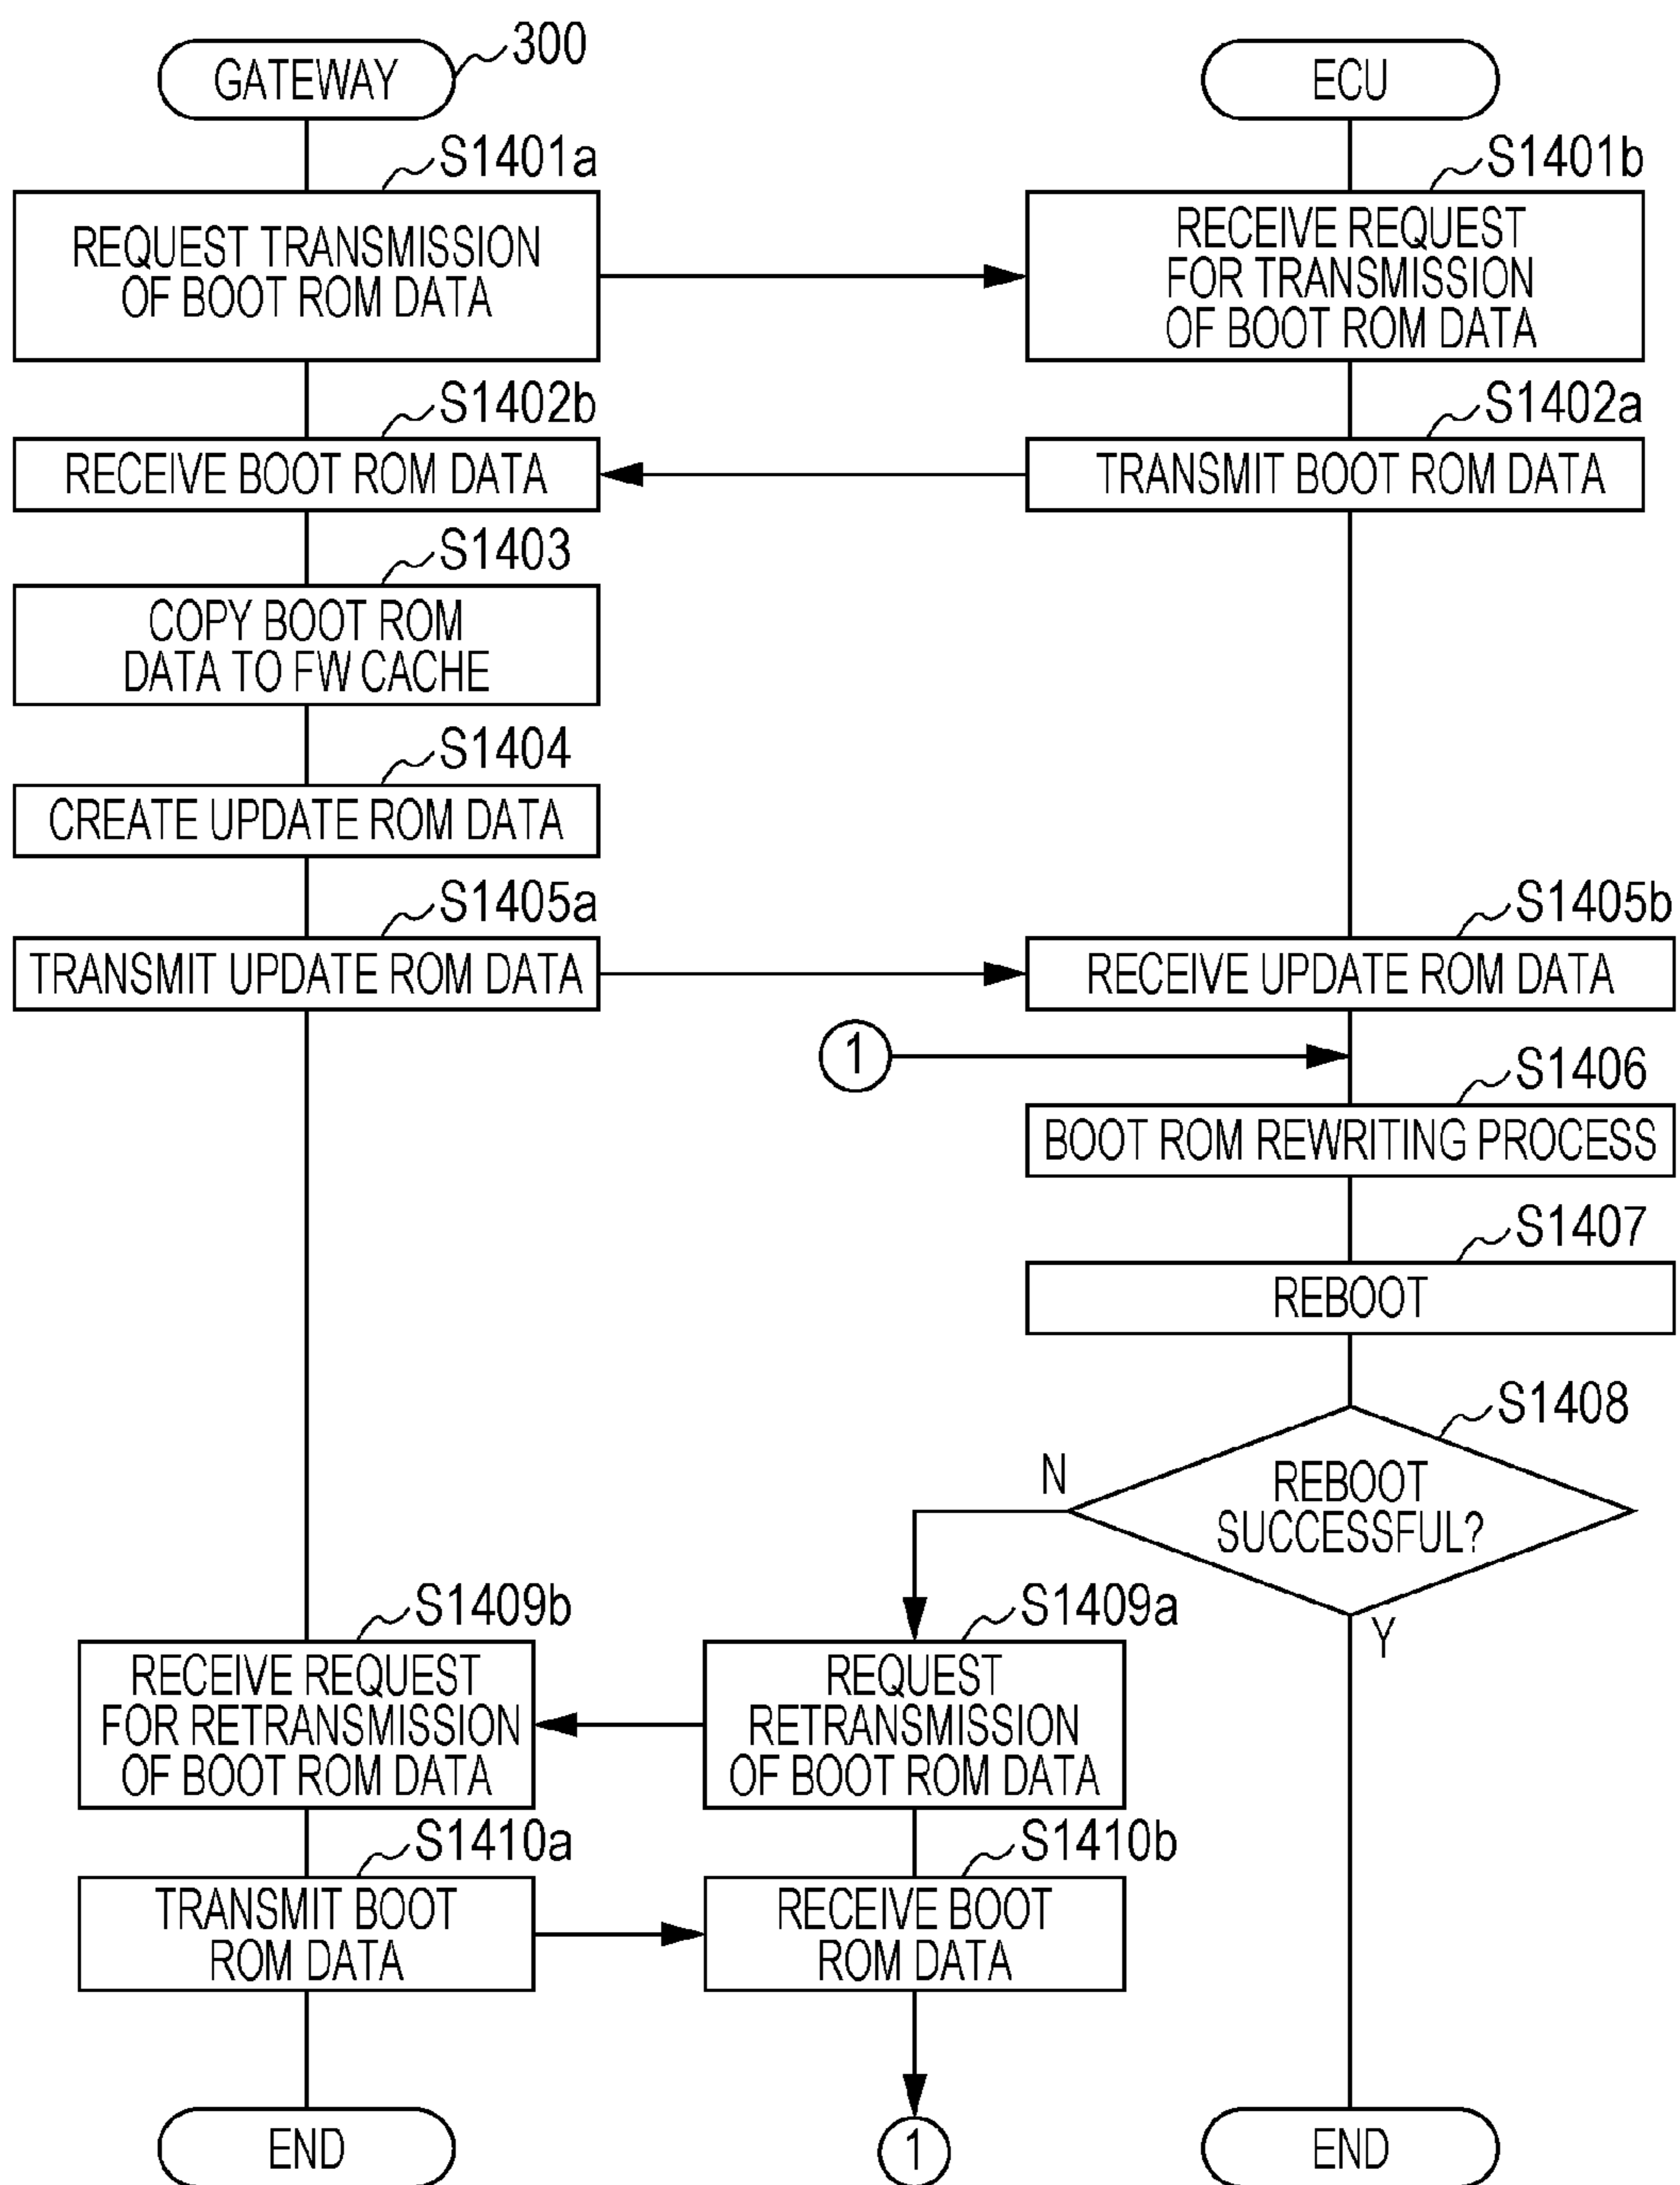 GATEWAY
300
ECU
S1401a
S1401b
REQUEST TRANSMISSION
OF BOOT ROM DATA
RECEIVE REQUEST
FOR TRANSMISSION
OF BOOT ROM DATA
S1402b
S1402a
RECEIVE BOOT ROM DATA
TRANSMIT BOOT ROM DATA
S1403
COPY BOOT ROM
DATA TO FW CACHE
S1404
CREATE UPDATE ROM DATA
S1405a
S1405b
TRANSMIT UPDATE ROM DATA
RECEIVE UPDATE ROM DATA
1
S1406
BOOT ROM REWRITING PROCESS
S1407
REBOOT
S1408
N
REBOOT
SUCCESSFUL?
Y
S1409b
S1409a
RECEIVE REQUEST
FOR RETRANSMISSION
OF BOOT ROM DATA
REQUEST
RETRANSMISSION
OF BOOT ROM DATA
S1410a
S1410b
TRANSMIT BOOT
ROM DATA
RECEIVE BOOT
ROM DATA
END
1
END